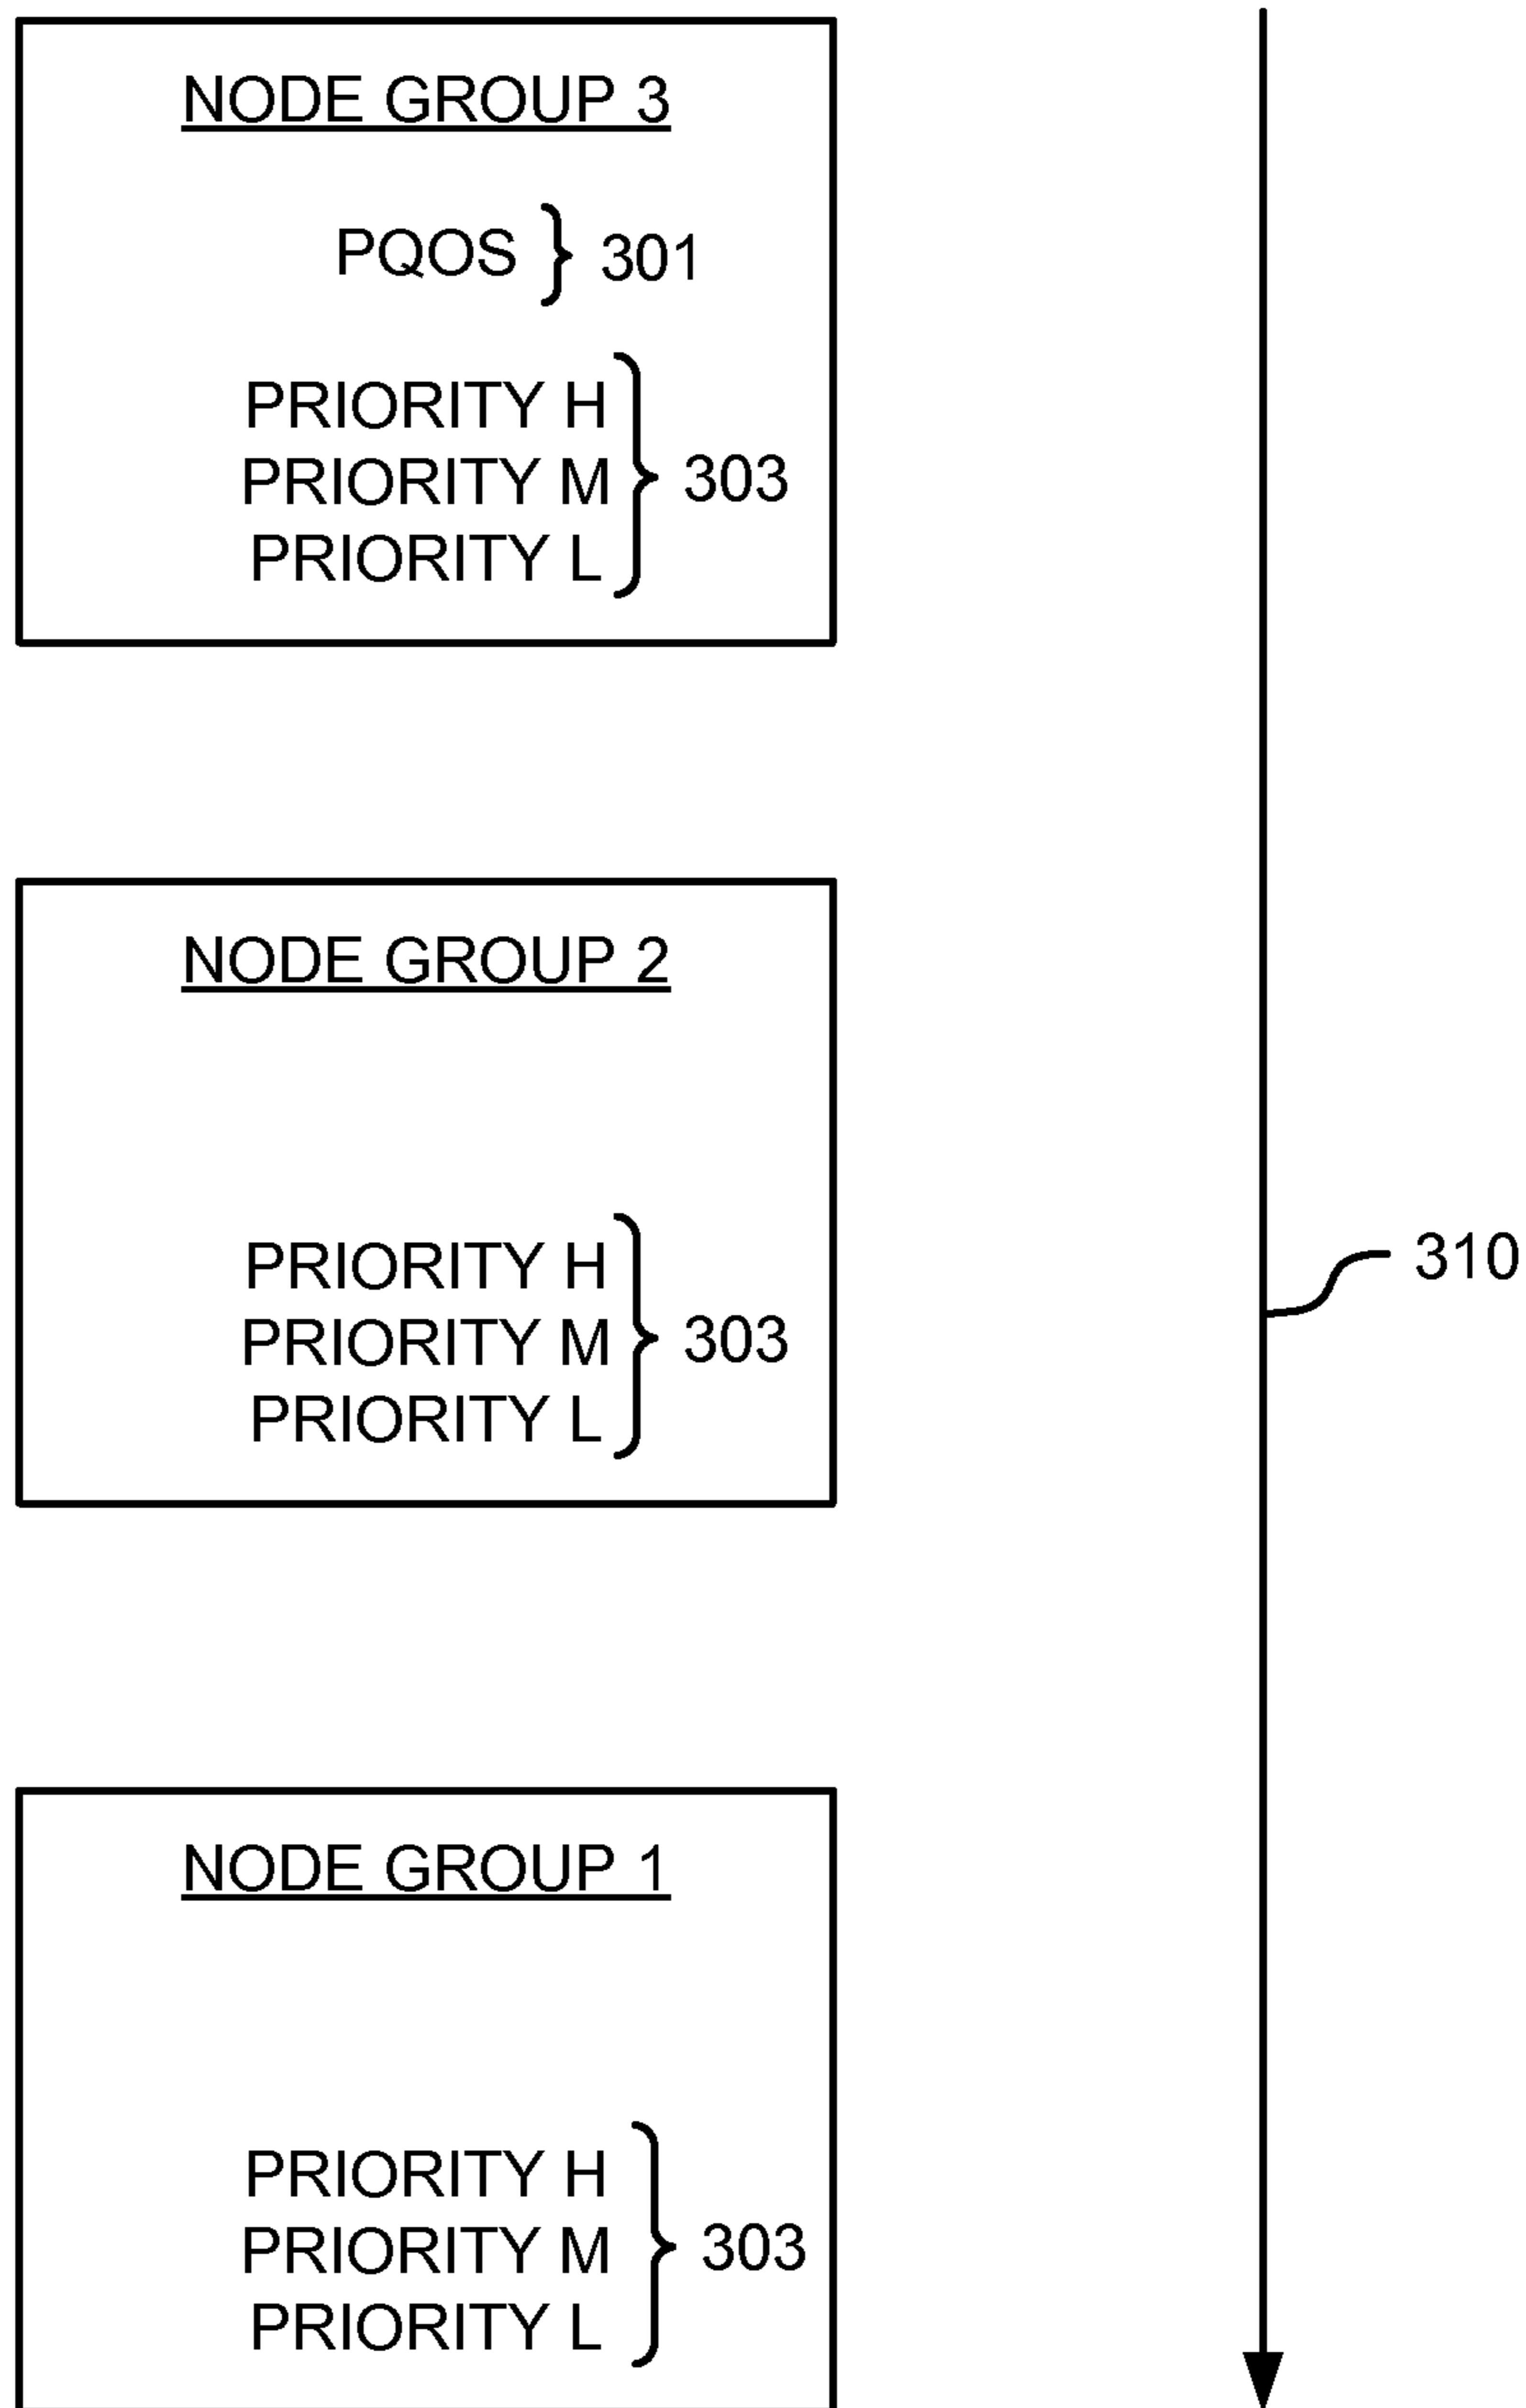 NODE GROUP 3
PQOS 301
PRIORITY H
PRIORITY M 303
PRIORITY L
NODE GROUP 2
PRIORITY H
PRIORITY M 303
PRIORITY L
310
NODE GROUP 1
PRIORITY H
PRIORITY M 303
PRIORITY L